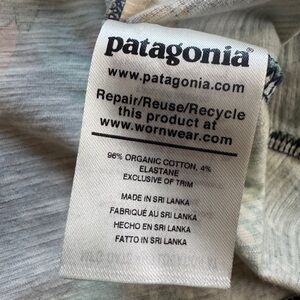 patagonia®
www.patagonia.com
Repair/Reuse/Recycle
this product at
www.wornwear.com
96% ORGANIC COTTON, 4%
ELASTANE
EXCLUSIVE OF TRIM
MADE IN SRI LANKA
FABRIQUÉ AU SRI LANKA
HECHO EN SRI LANKA
FATTO IN SRI LANKA